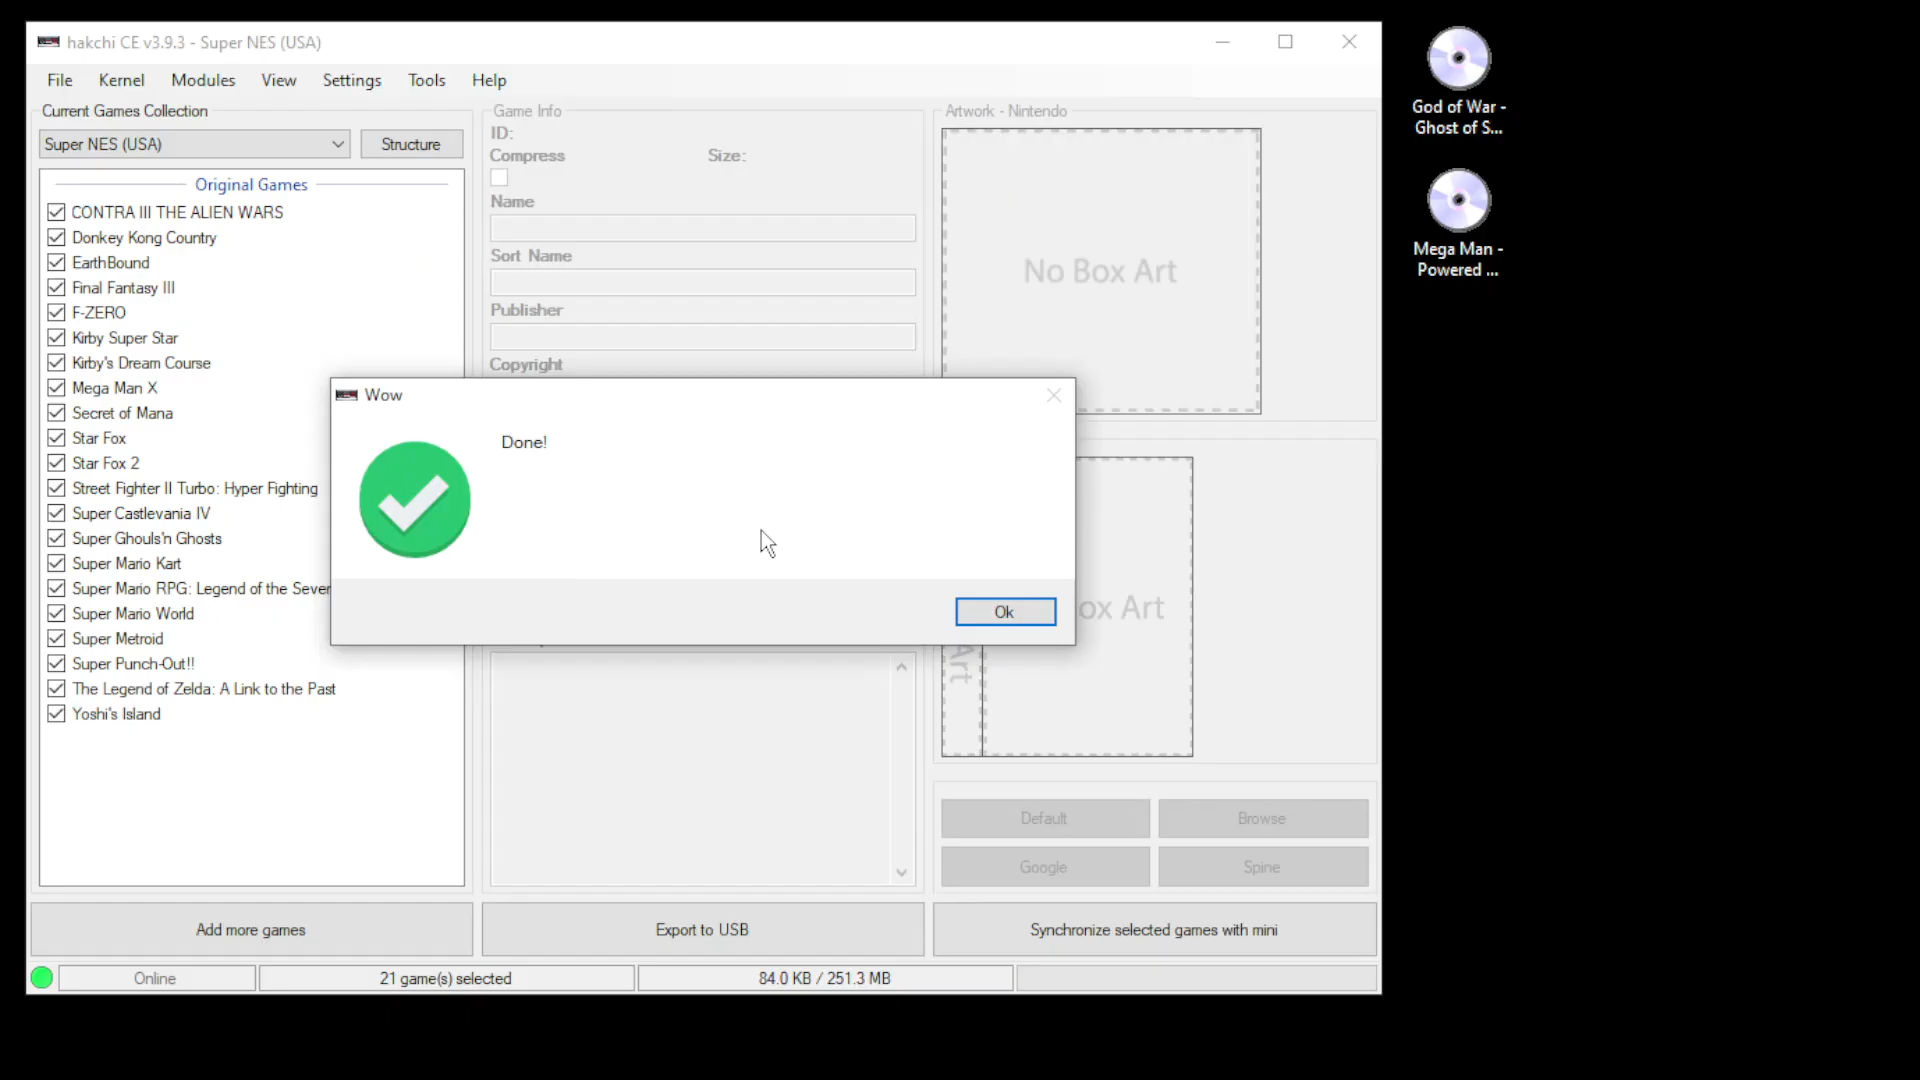 hakchi CE v3.9.3 - Super NES (USA)
File Kernel Modules View Settings Tools Help
Current Games Collection
Super NES (USA)
Structure
Original Games
CONTRA III THE ALIEN WARS
Donkey Kong Country
EarthBound
Final Fantasy III
F-ZERO
Kirby Super Star
Kirby's Dream Course
Mega Man X
Secret of Mana
Star Fox
Star Fox 2
Street Fighter II Turbo: Hyper Fighting
Super Castlevania IV
Super Ghouls'n Ghosts
Super Mario Kart
Super Mario RPG: Legend of the Seven
Super Mario World
Super Metroid
Super Punch-Out!!
The Legend of Zelda: A Link to the Past
Yoshi's Island
Game Info
ID:
Compress Size:
Name
Sort Name
Publisher
Copyright
Artwork - Nintendo
No Box Art
Wow
Done!
Ok
ox Art
Art
Default Browse
Google Spine
Add more games
Export to USB
Synchronize selected games with mini
Online
21 game(s) selected
84.0 KB / 251.3 MB
God of War -
Ghost of S...
Mega Man -
Powered ...